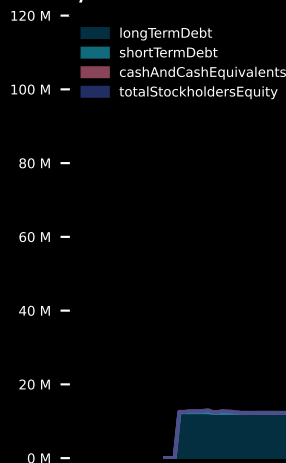 120 M
longTermDebt
shortTermDebt
cashAndCashEquivalents
totalStockholdersEquity
100 M
80 M
60 M
40 M
20 M
0 M